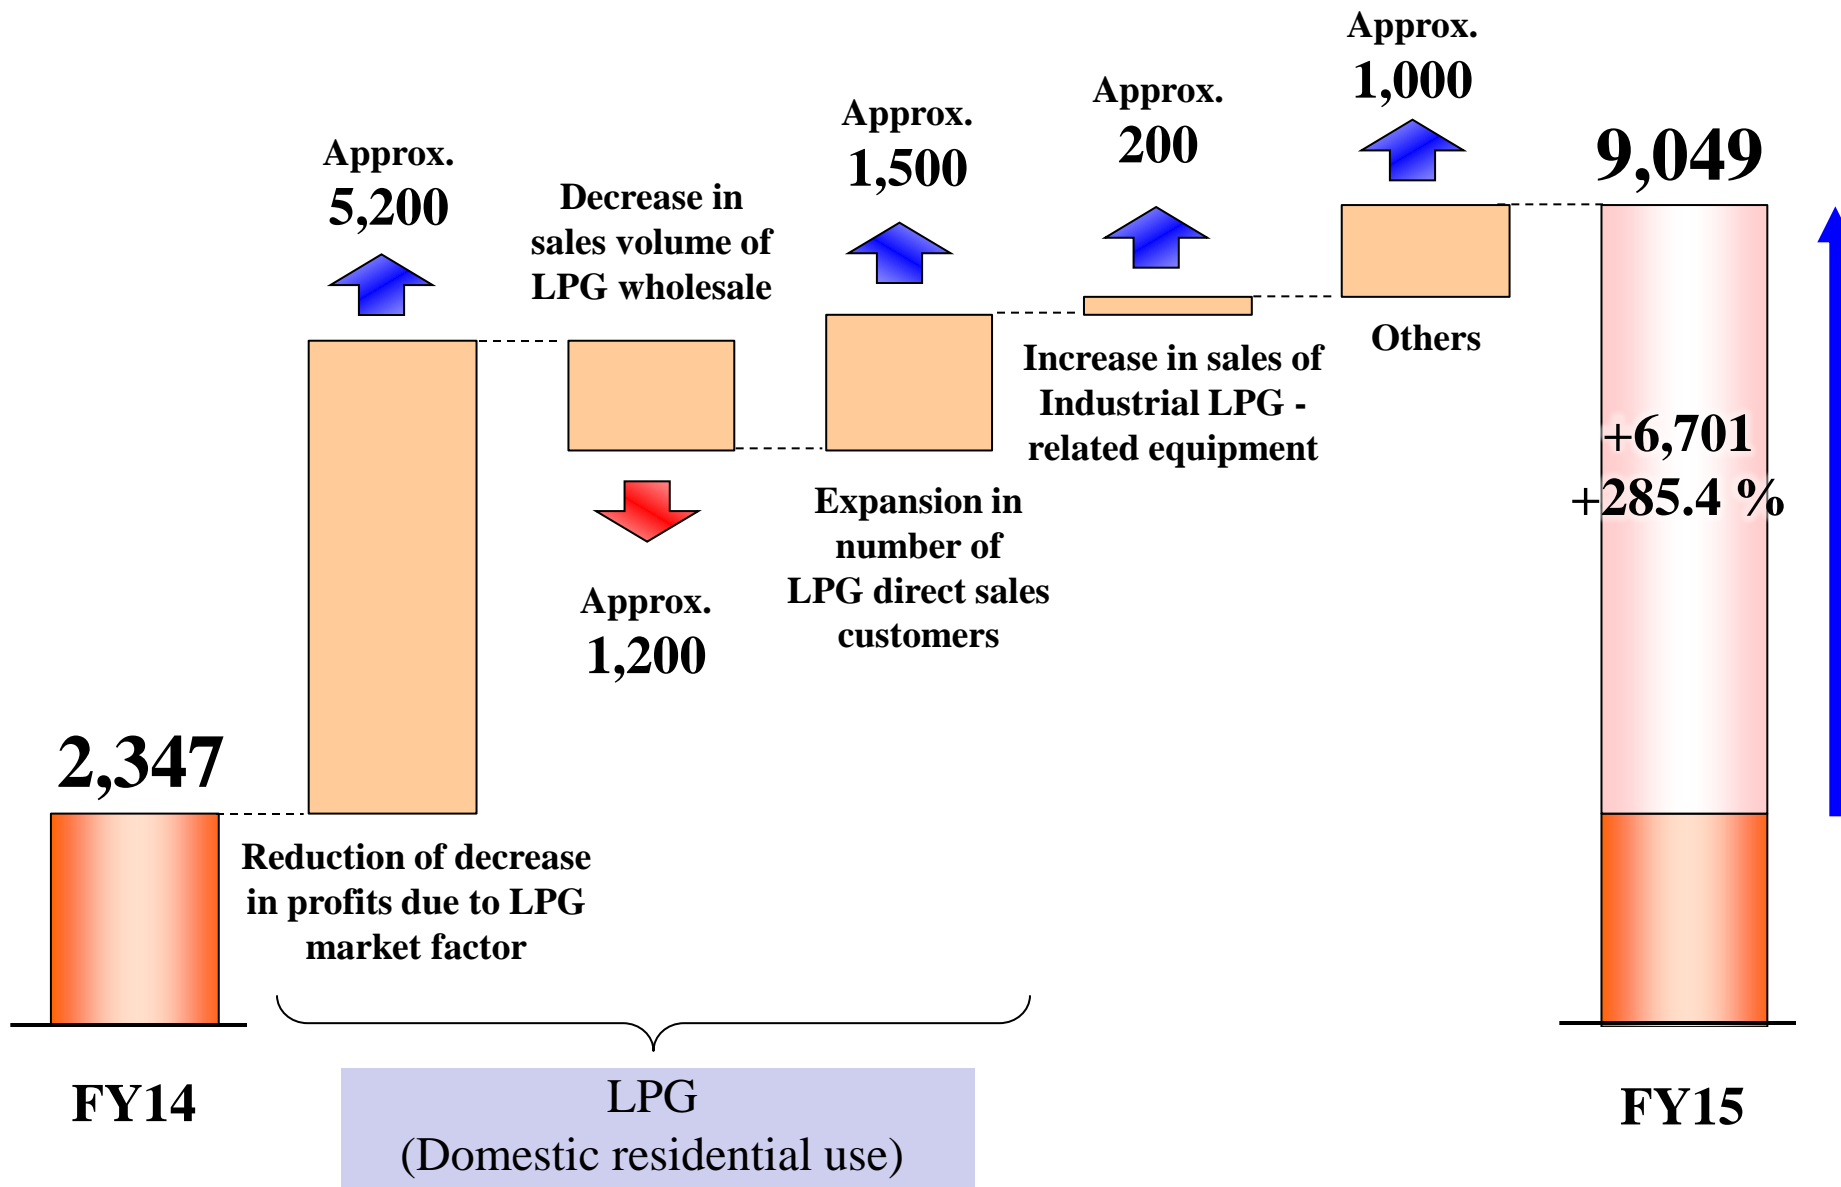 2,347
FY14
Approx.
5,200
Reduction of decrease
in profits due to LPG
market factor
Decrease in
sales volume of
LPG wholesale
Approx.
1,200
Approx.
1,500
Expansion in
number of
LPG direct sales
customers
LPG
(Domestic residential use)
Approx.
200
Increase in sales of
Industrial LPG -
related equipment
Approx.
1,000
Others
9,049
+6,701
+285.4 %
FY15